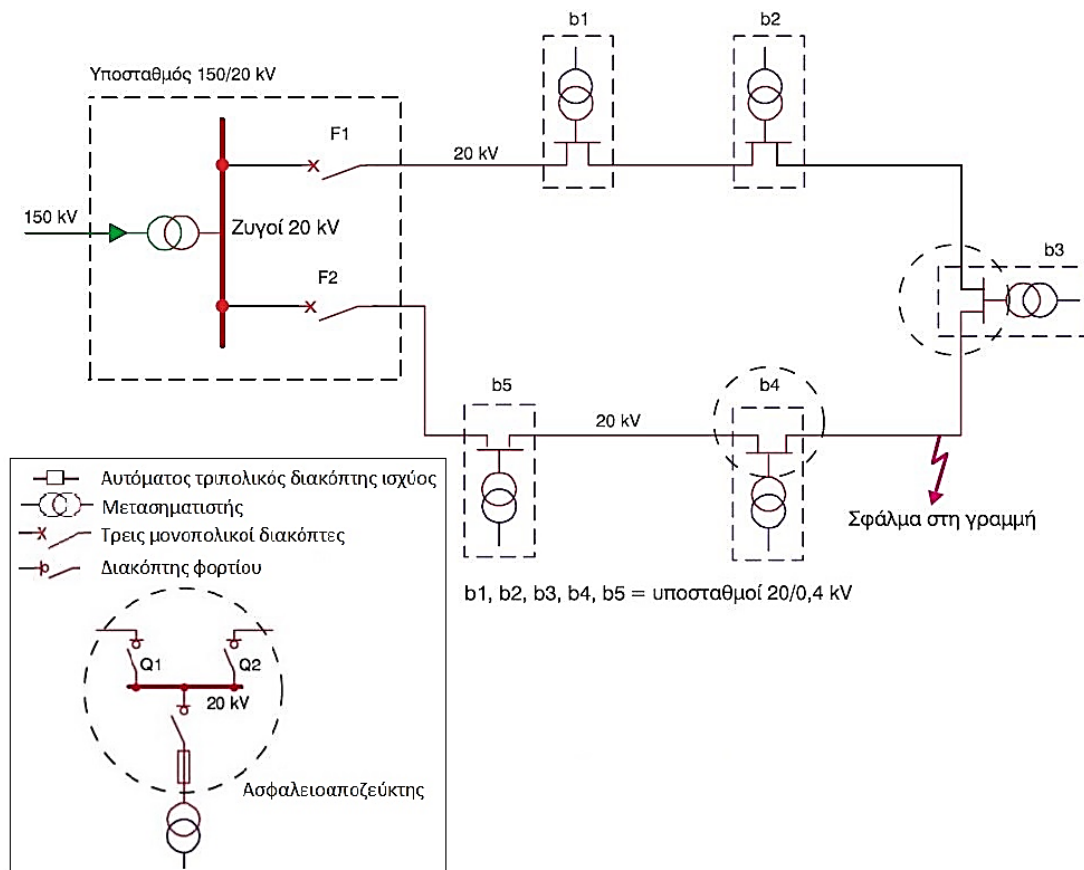 b1
b2
Υποσταθμός 150/20 kV
F1
20 kV
150 kV
Ζυγοί 20 kV
b3
F2
b5
b4
20 kV
Αυτόματος τριπολικός διακόπτης ισχύος
Μετασηματιστής
Τρεις μονοπολικοί διακόπτες
Διακόπτης φορτίου
Σφάλμα στη γραμμή
b1, b2, b3, b4, b5 = υποσταθμοί 20/0,4 kV
Q1
Q2
20 kV
Ασφαλειοαποζεύκτης